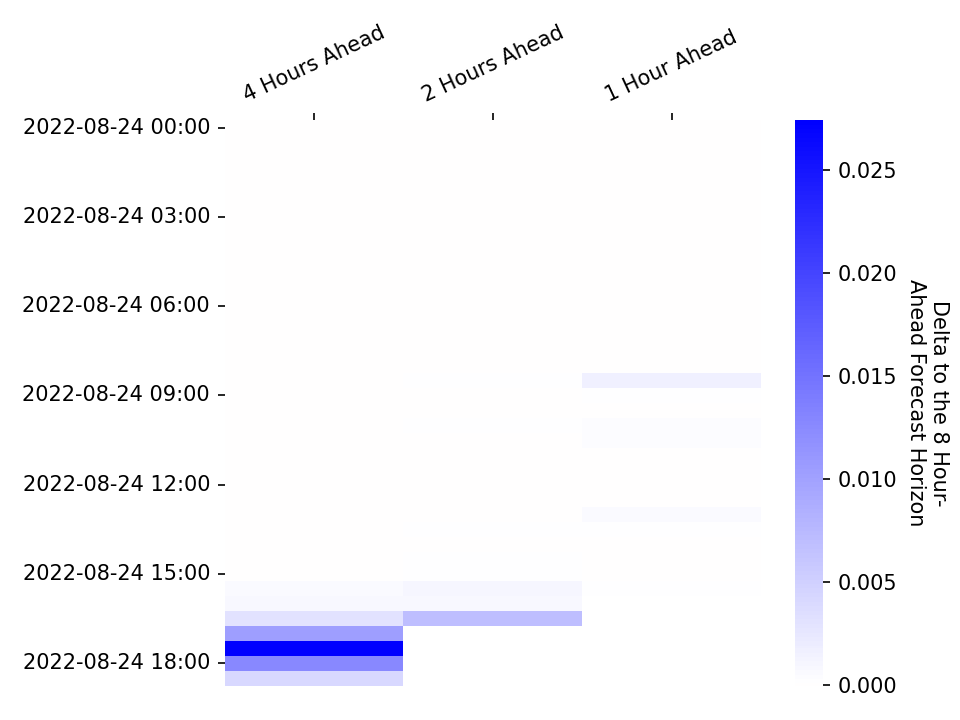 4 Hours Ahead
2 Hours Ahead
1 Hour Ahead
2022-08-24 00:00
2022-08-24 03:00
2022-08-24 06:00
2022-08-24 09:00
2022-08-24 12:00
2022-08-24 15:00
2022-08-24 18:00
0.025
0.020
0.015
0.010
0.005
0.000
Delta to the 8 Hour-
Ahead Forecast Horizon